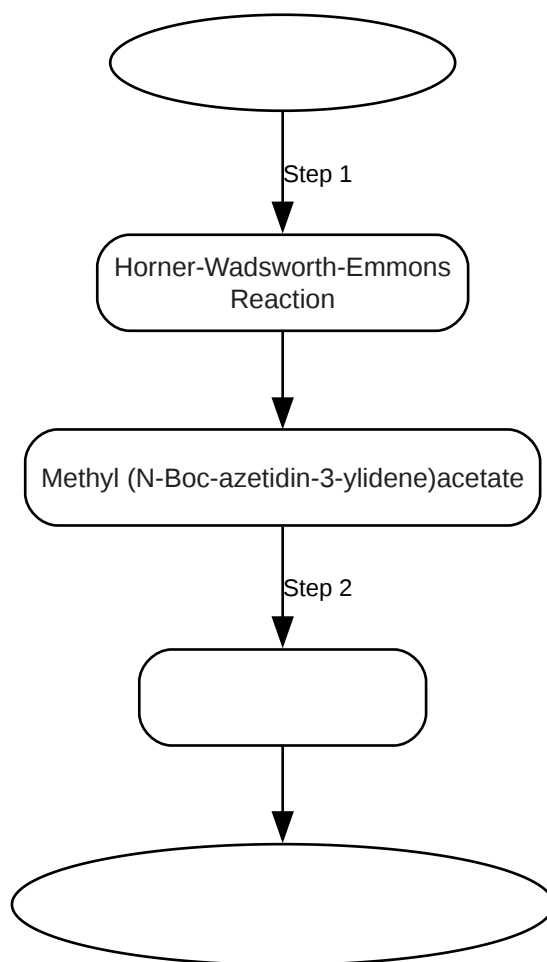 Step 1
Horner-Wadsworth-Emmons
Reaction
Methyl (N-Boc-azetidin-3-ylidene)acetate
Step 2